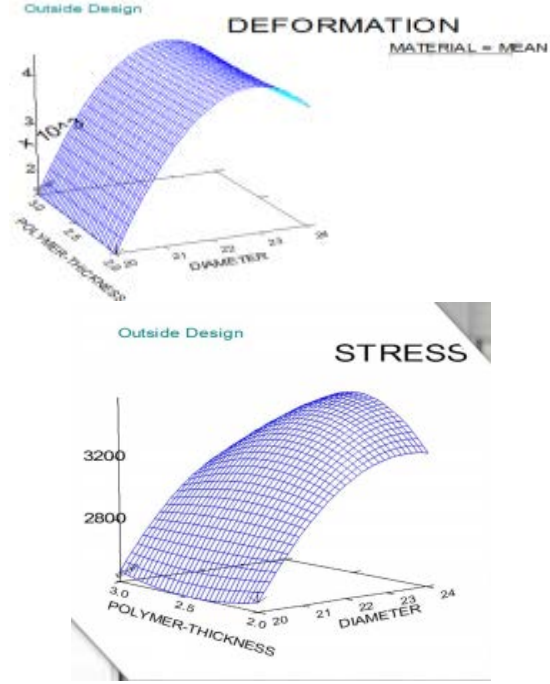 Outside Design
DEFORMATION
MATERIAL = MEAN
4
3
X 10^-3
2
3.0
2.5
2.0
POLYMER-THICKNESS
20
21
22
23
DIAMETER
Outside Design
STRESS
3200
2800
3.0
2.5
2.0
POLYMER-THICKNESS
20
21
22
23
24
DIAMETER